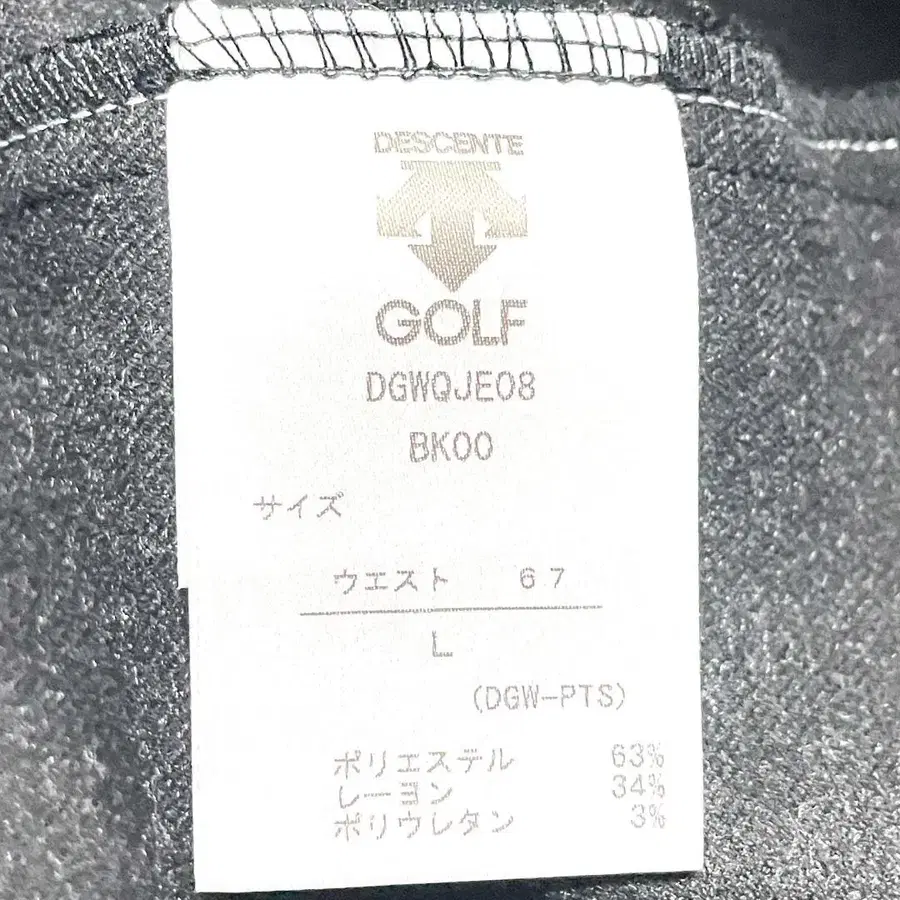 DESCENTE
GOLF
DGWQJE08
BK00
サイズ
ウエスト 67
L
(DGW-PTS)
ポリエステル 63%
レーヨン 34%
ポリウレタン 3%